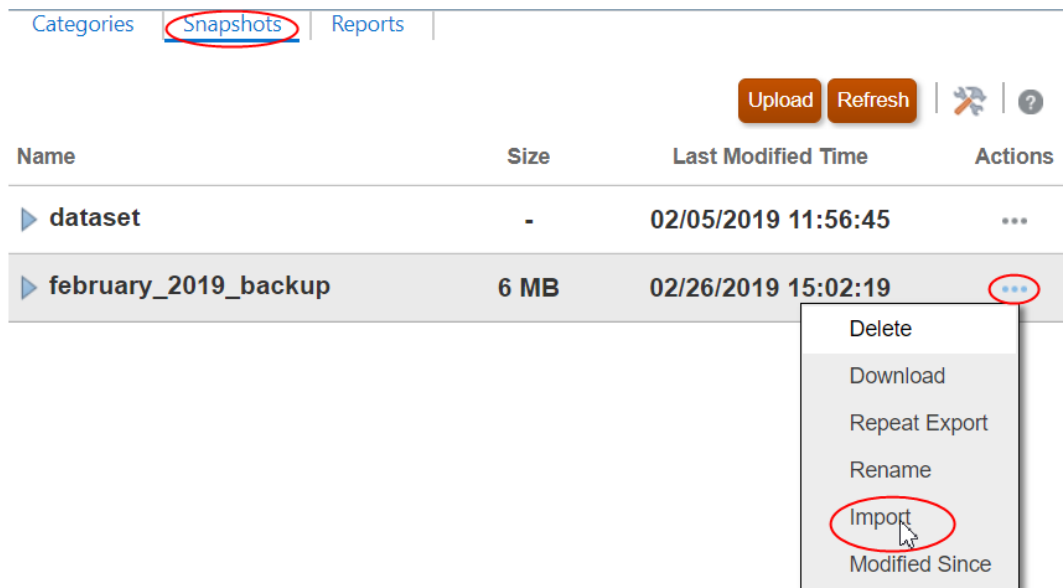 Categories Snapshots Reports
Upload Refresh
Name Size Last Modified Time Actions
dataset - 02/05/2019 11:56:45
february_2019_backup 6 MB 02/26/2019 15:02:19
Delete
Download
Repeat Export
Rename
Import
Modified Since